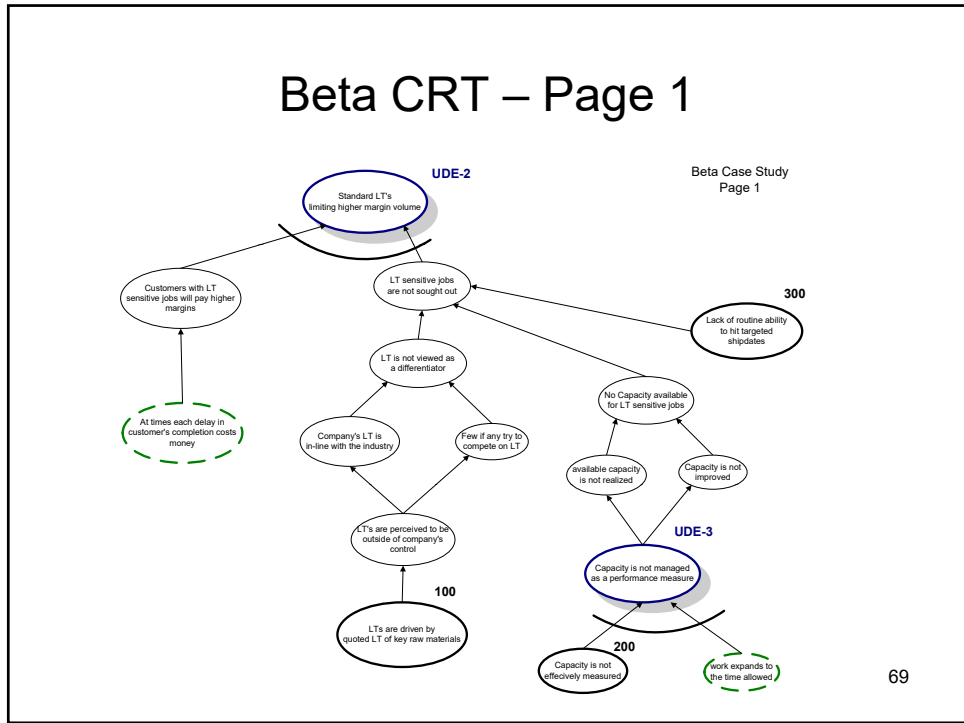 Beta CRT – Page 1
UDE-2
Beta Case Study
Page 1
Standard LT's
limiting higher margin volume
Customers with LT
sensitive jobs will pay higher
margins
LT sensitive jobs
are not sought out
300
Lack of routine ability
to hit targeted
shipdates
LT is not viewed as
a differentiator
No Capacity available
for LT sensitive jobs
At times each delay in
customer's completion costs
money
Company's LT is
in-line with the industry
Few if any try to
compete on LT
available capacity
is not realized
Capacity is not
improved
LT's are perceived to be
outside of company's
control
UDE-3
Capacity is not managed
as a performance measure
100
LTs are driven by
quoted LT of key raw materials
200
Capacity is not
effecively measured
work expands to
the time allowed
69